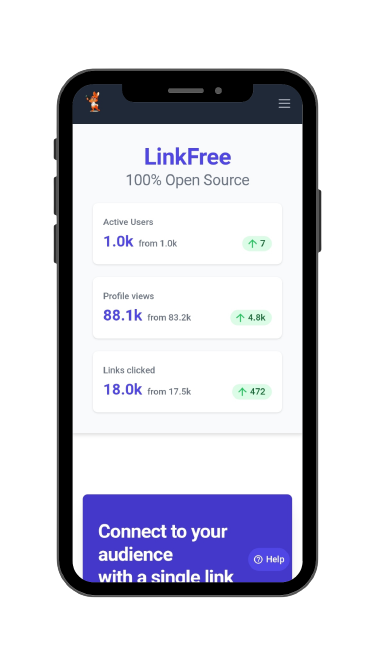 LinkFree
100% Open Source
Active Users
1.0k from 1.0k
7
Profile views
88.1k from 83.2k
4.8k
Links clicked
18.0k from 17.5k
472
Connect to your
audience
with a single link
Help